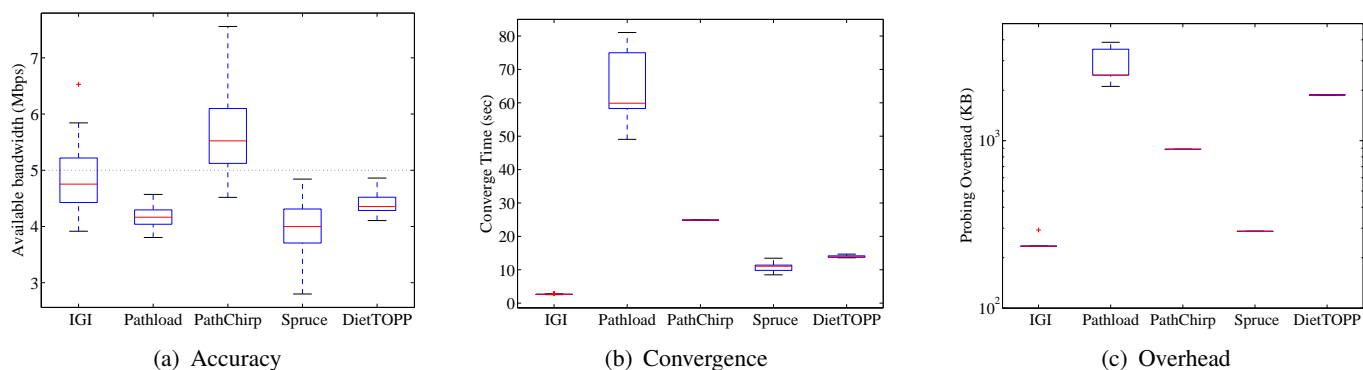 Available bandwidth (Mbps)
7
6
5
4
3
IGI Pathload PathChirp Spruce DietTOPP
(a) Accuracy
Converge Time (sec)
80
70
60
50
40
30
20
10
0
IGI Pathload PathChirp Spruce DietTOPP
(b) Convergence
Probing Overhead (KB)
10^3
10^2
IGI Pathload PathChirp Spruce DietTOPP
(c) Overhead